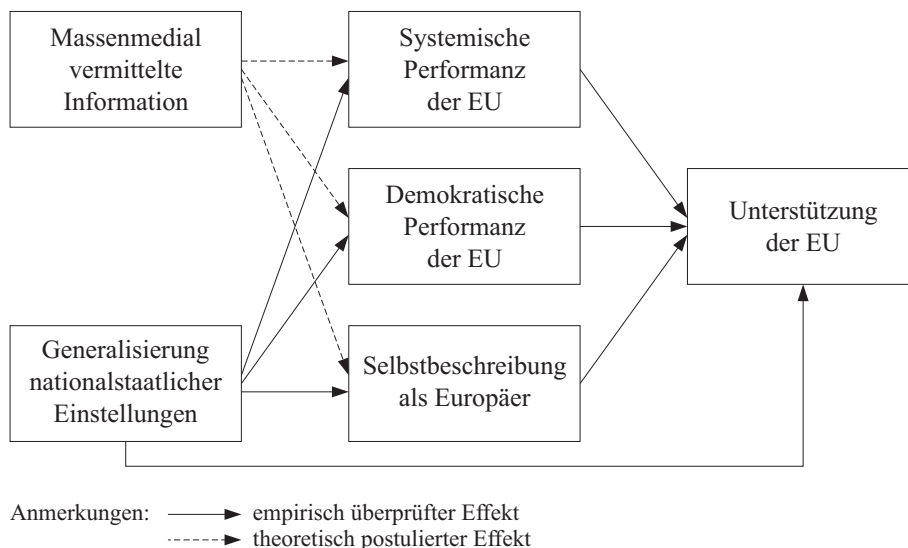 Massenmedial
vermittelte
Information
Systemische
Performanz
der EU
Demokratische
Performanz
der EU
Unterstützung
der EU
Generalisierung
nationalstaatlicher
Einstellungen
Selbstbeschreibung
als Europäer
Anmerkungen: empirisch überprüfter Effekt
theoretisch postulierter Effekt